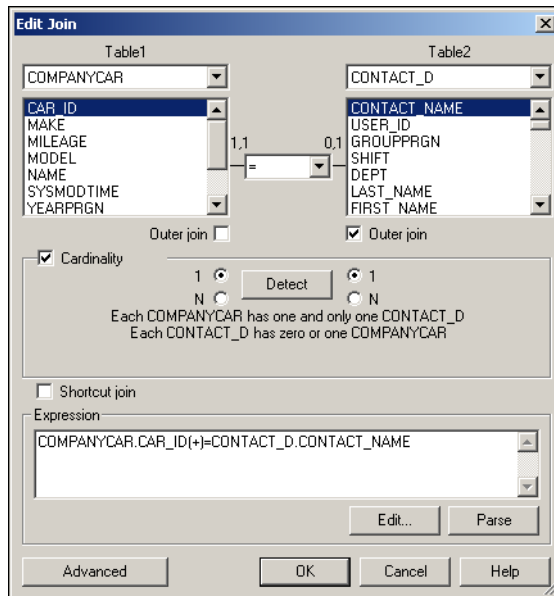 Edit Join
Table1 Table2
COMPANYCAR CONTACT_D
CAR_ID CONTACT_NAME
MAKE USER_ID
MILEAGE GROUPPRGN
MODEL SHIFT
NAME DEPT
SYSMODTIME LAST_NAME
YEARPRGN FIRST_NAME
1,1 = 0,1
Outer join Outer join
Cardinality
1 Detect 1
N N
Each COMPANYCAR has one and only one CONTACT_D
Each CONTACT_D has zero or one COMPANYCAR
Shortcut join
Expression
COMPANYCAR.CAR_ID(+)=CONTACT_D.CONTACT_NAME
Edit... Parse
Advanced OK Cancel Help